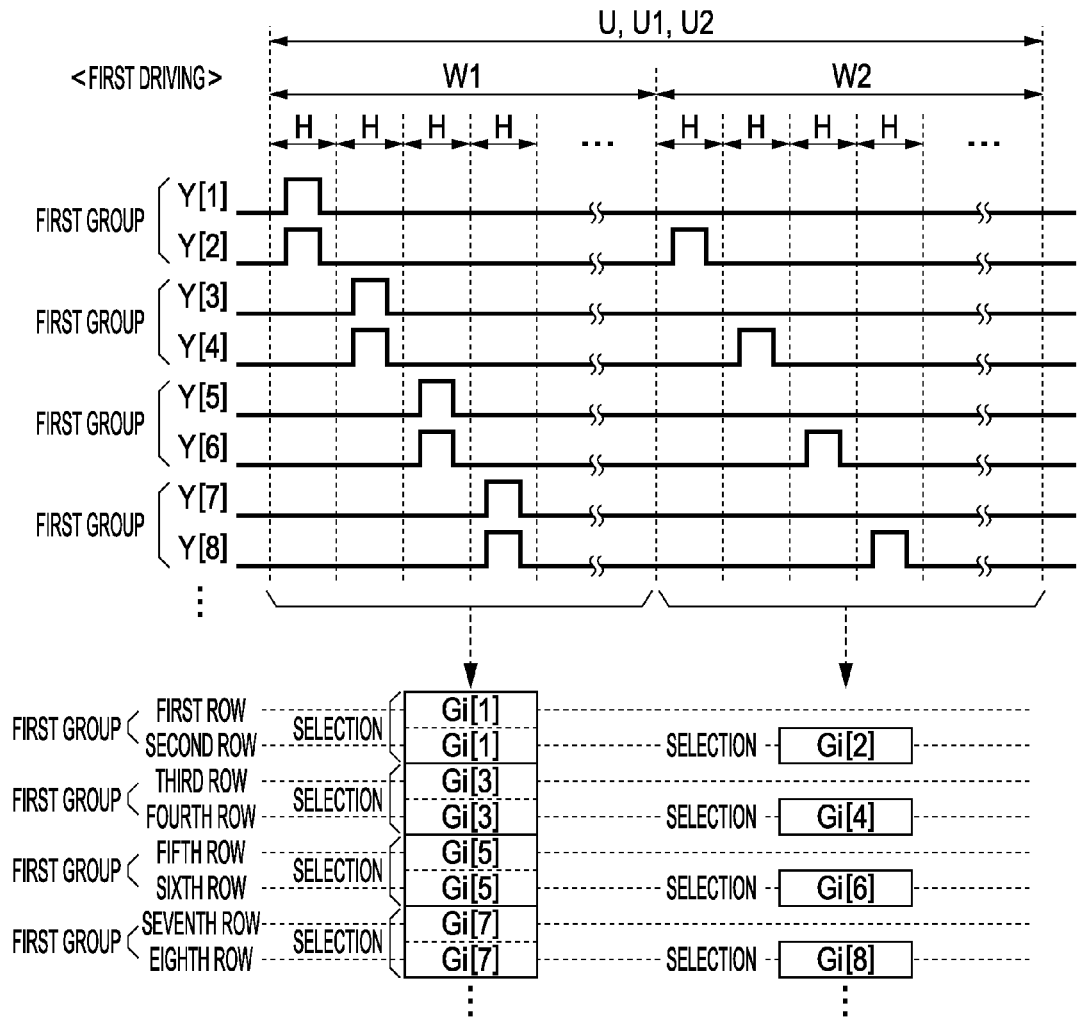 U, U1, U2
<FIRST DRIVING>
W1 W2
H H H H ... H H H H ...
FIRST GROUP
Y[1]
Y[2]
FIRST GROUP
Y[3]
Y[4]
FIRST GROUP
Y[5]
Y[6]
FIRST GROUP
Y[7]
Y[8]
FIRST GROUP
FIRST ROW
SECOND ROW
SELECTION
Gi[1]
Gi[1]
SELECTION Gi[2]
FIRST GROUP
THIRD ROW
FOURTH ROW
SELECTION
Gi[3]
Gi[3]
SELECTION Gi[4]
FIRST GROUP
FIFTH ROW
SIXTH ROW
SELECTION
Gi[5]
Gi[5]
SELECTION Gi[6]
FIRST GROUP
SEVENTH ROW
EIGHTH ROW
SELECTION
Gi[7]
Gi[7]
SELECTION Gi[8]